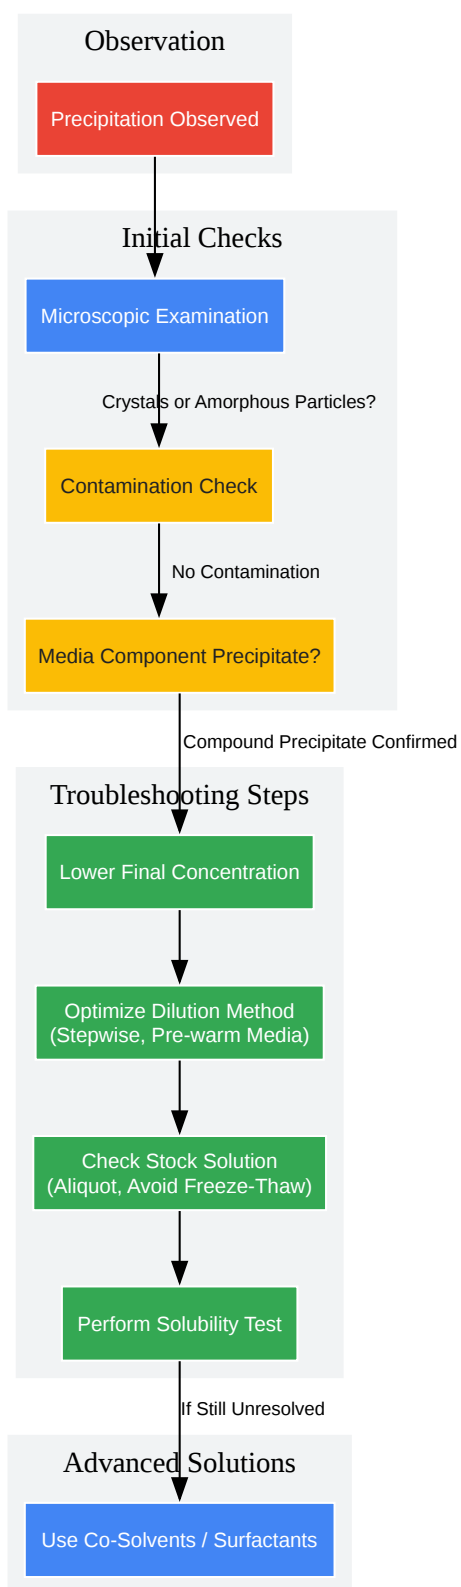 Observation
Precipitation Observed
Initial Checks
Microscopic Examination
Crystals or Amorphous Particles?
Contamination Check
No Contamination
Media Component Precipitate?
Compound Precipitate Confirmed
Troubleshooting Steps
Lower Final Concentration
Optimize Dilution Method
(Stepwise, Pre-warm Media)
Check Stock Solution
(Aliquot, Avoid Freeze-Thaw)
Perform Solubility Test
If Still Unresolved
Advanced Solutions
Use Co-Solvents / Surfactants